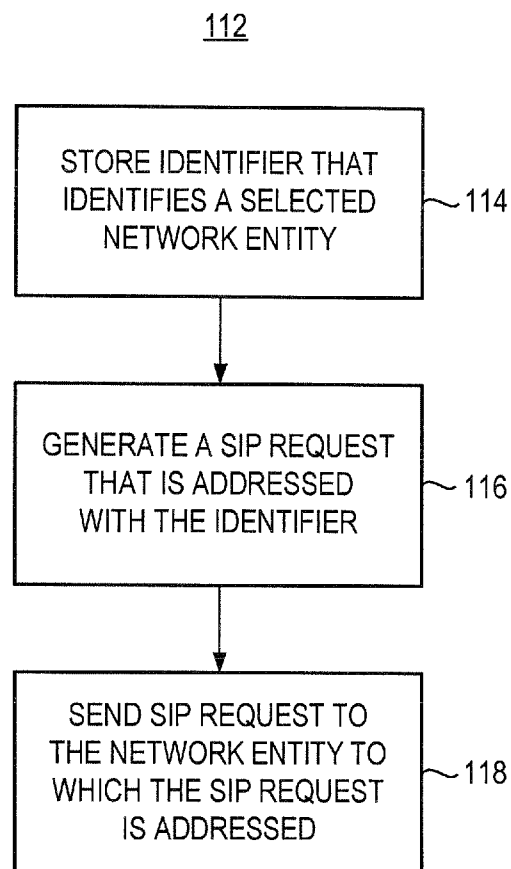 112
STORE IDENTIFIER THAT
IDENTIFIES A SELECTED
NETWORK ENTITY
114
GENERATE A SIP REQUEST
THAT IS ADDRESSED
WITH THE IDENTIFIER
116
SEND SIP REQUEST TO
THE NETWORK ENTITY TO
WHICH THE SIP REQUEST
IS ADDRESSED
118